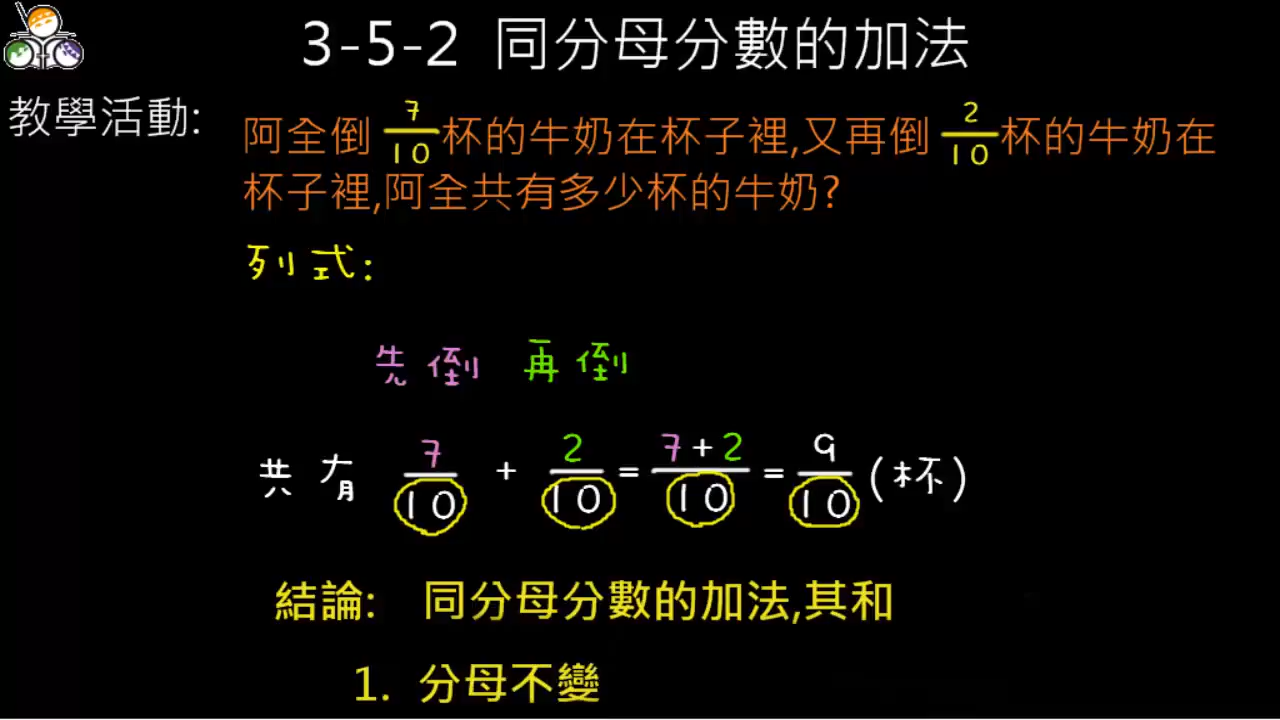 3-5-2 同分母分數的加法
教學活動:
阿全倒 7/10 杯的牛奶在杯子裡,又再倒 2/10 杯的牛奶在
杯子裡,阿全共有多少杯的牛奶?
列式:
先倒 再倒
共有 7/10 + 2/10 = 7+2/10 = 9/10 (杯)
結論: 同分母分數的加法,其和
1. 分母不變